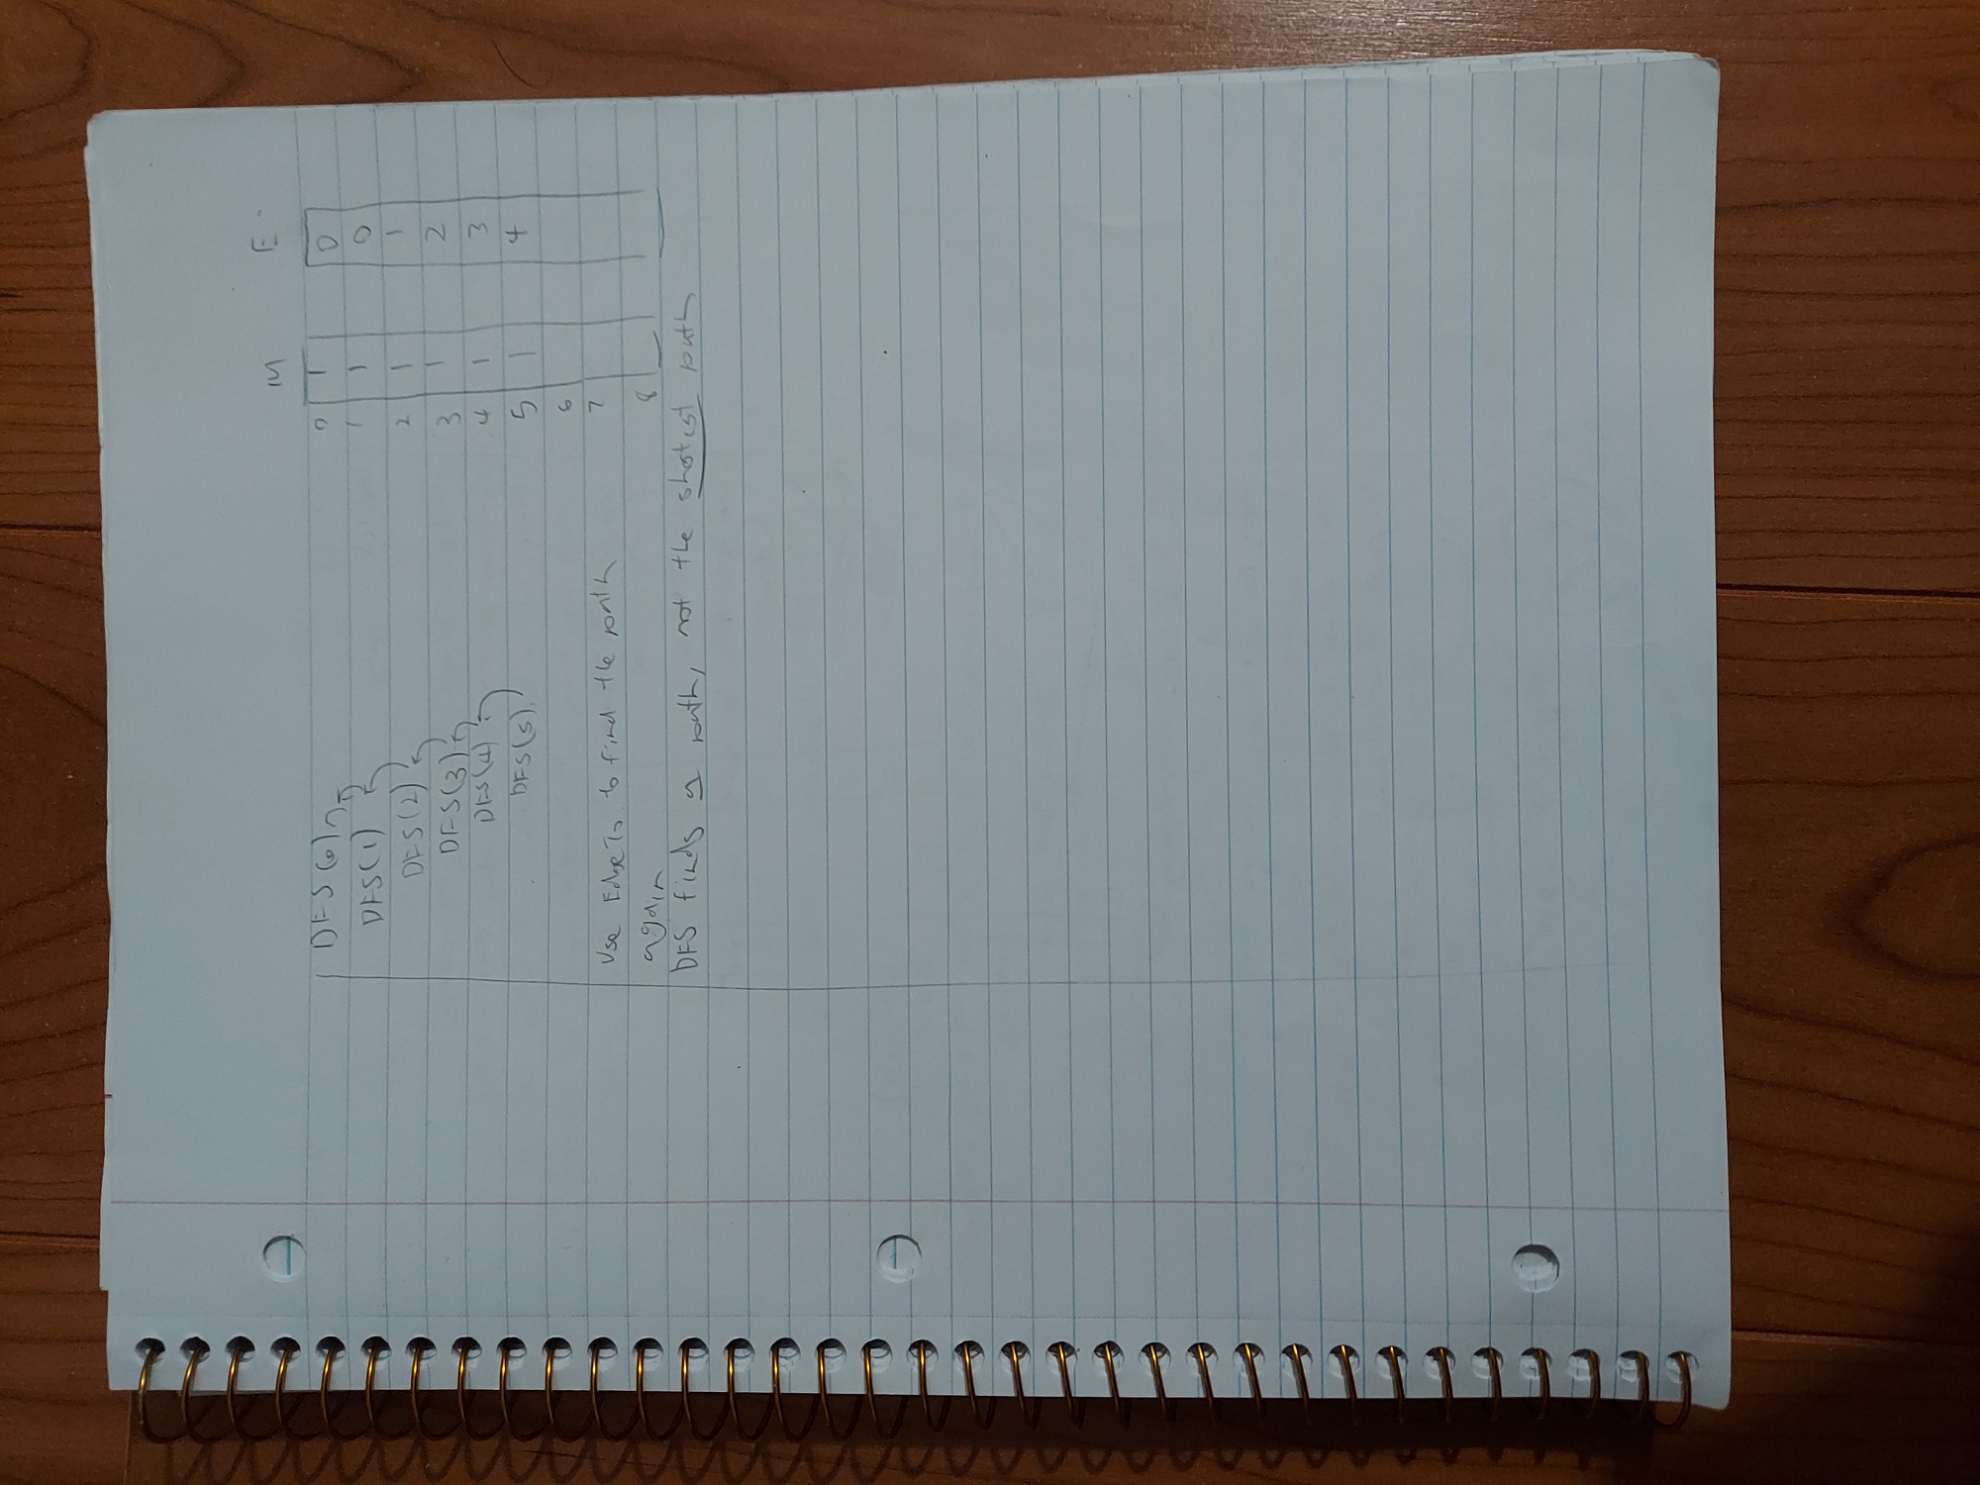 M E
DFS(0) 0 1 0
DFS(1) 1 1 0
DFS(2) 2 1 1
DFS(3) 3 1 2
DFS(4) 4 1 3
DFS(5) 5 1 4
6
Use EdgeTo to find the path 7
again 8
DFS finds a path, not the shotest path